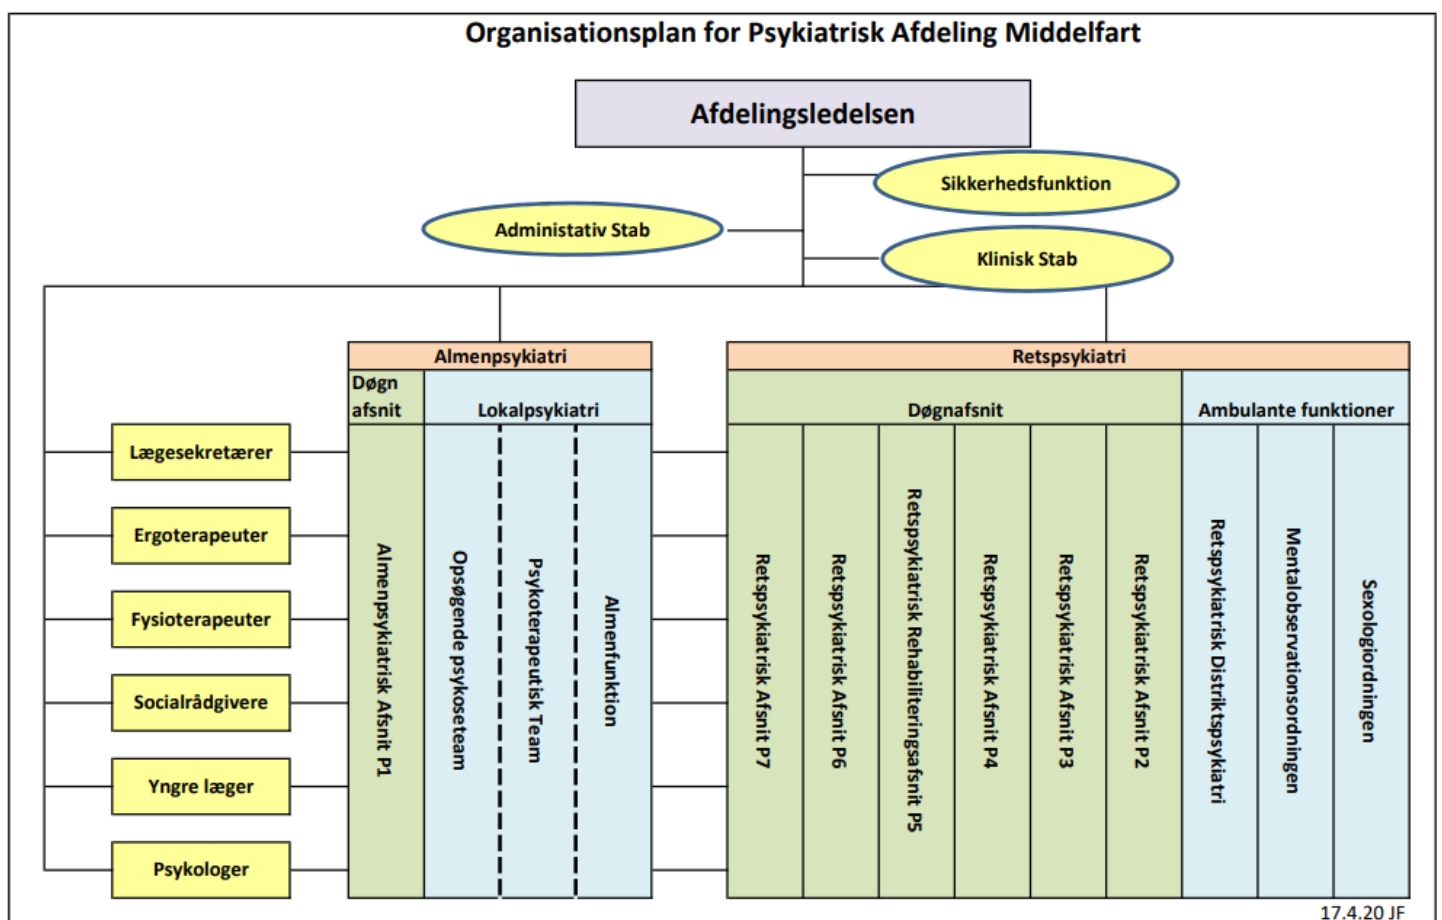 Organisationsplan for Psykiatrisk Afdeling Middelfart
Afdelingsledelsen
Sikkerhedsfunktion
Administativ Stab
Klinisk Stab
Almenpsykiatri
Retspsykiatri
Døgn
afsnit
Lokalpsykiatri
Døgnafsnit
Ambulante funktioner
Lægesekretærer
Ergoterapeuter
Fysioterapeuter
Socialrådgivere
Yngre læger
Psykologer
Almenpsykiatrisk Afsnit P1
Opsøgende psykoseteam
Psykoterapeutisk Team
Almenfunktion
Retspsykiatrisk Afsnit P7
Retspsykiatrisk Afsnit P6
Retspsykiatrisk Rehabiliteringsafsnit P5
Retspsykiatrisk Afsnit P4
Retspsykiatrisk Afsnit P3
Retspsykiatrisk Afsnit P2
Retspsykiatrisk Distriktspsykiatri
Mentalobservationsordningen
Sexologiordningen
17.4.20 JF